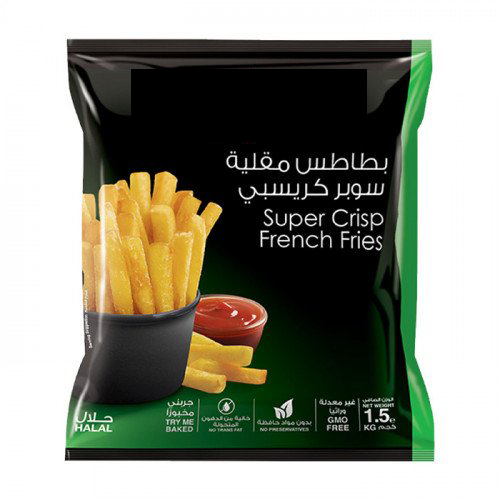 بطاطس مقلية
سوبر كريسبي
Super Crisp
French Fries
Serving Suggestion
حلال
HALAL
جربني
مخبوزا
TRY ME
BAKED
خالية من الدهون
المتحولة
NO TRANS FAT
بدون مواد حافظة
NO PRESERVATIVES
غير معدلة
وراثيا
GMO
FREE
الوزن الصافي
NET WEIGHT
1.5 e
KG كجم